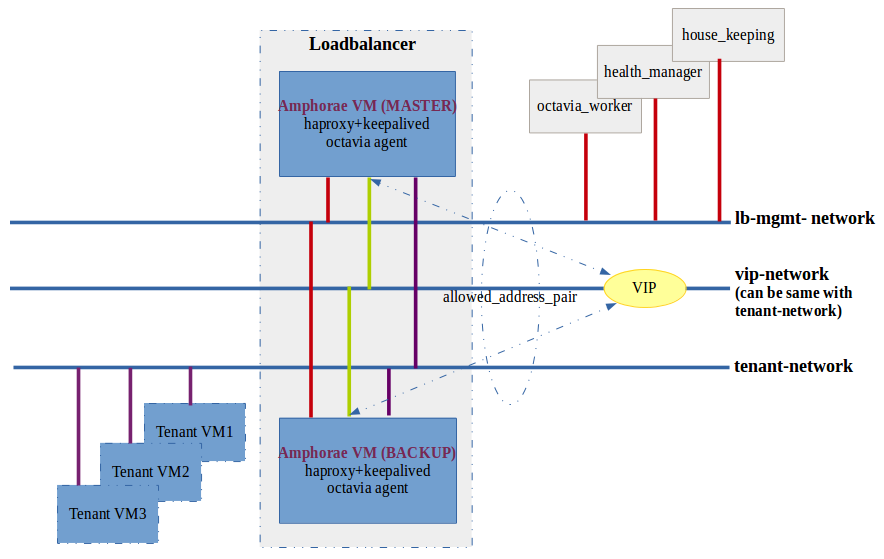 Loadbalancer
Amphorae VM (MASTER)
haproxy+keepalived
octavia agent
house_keeping
health_manager
octavia_worker
lb-mgmt- network
vip-network
(can be same with
tenant-network)
VIP
allowed_address_pair
tenant-network
Tenant VM1
Tenant VM2
Tenant VM3
Amphorae VM (BACKUP)
haproxy+keepalived
octavia agent